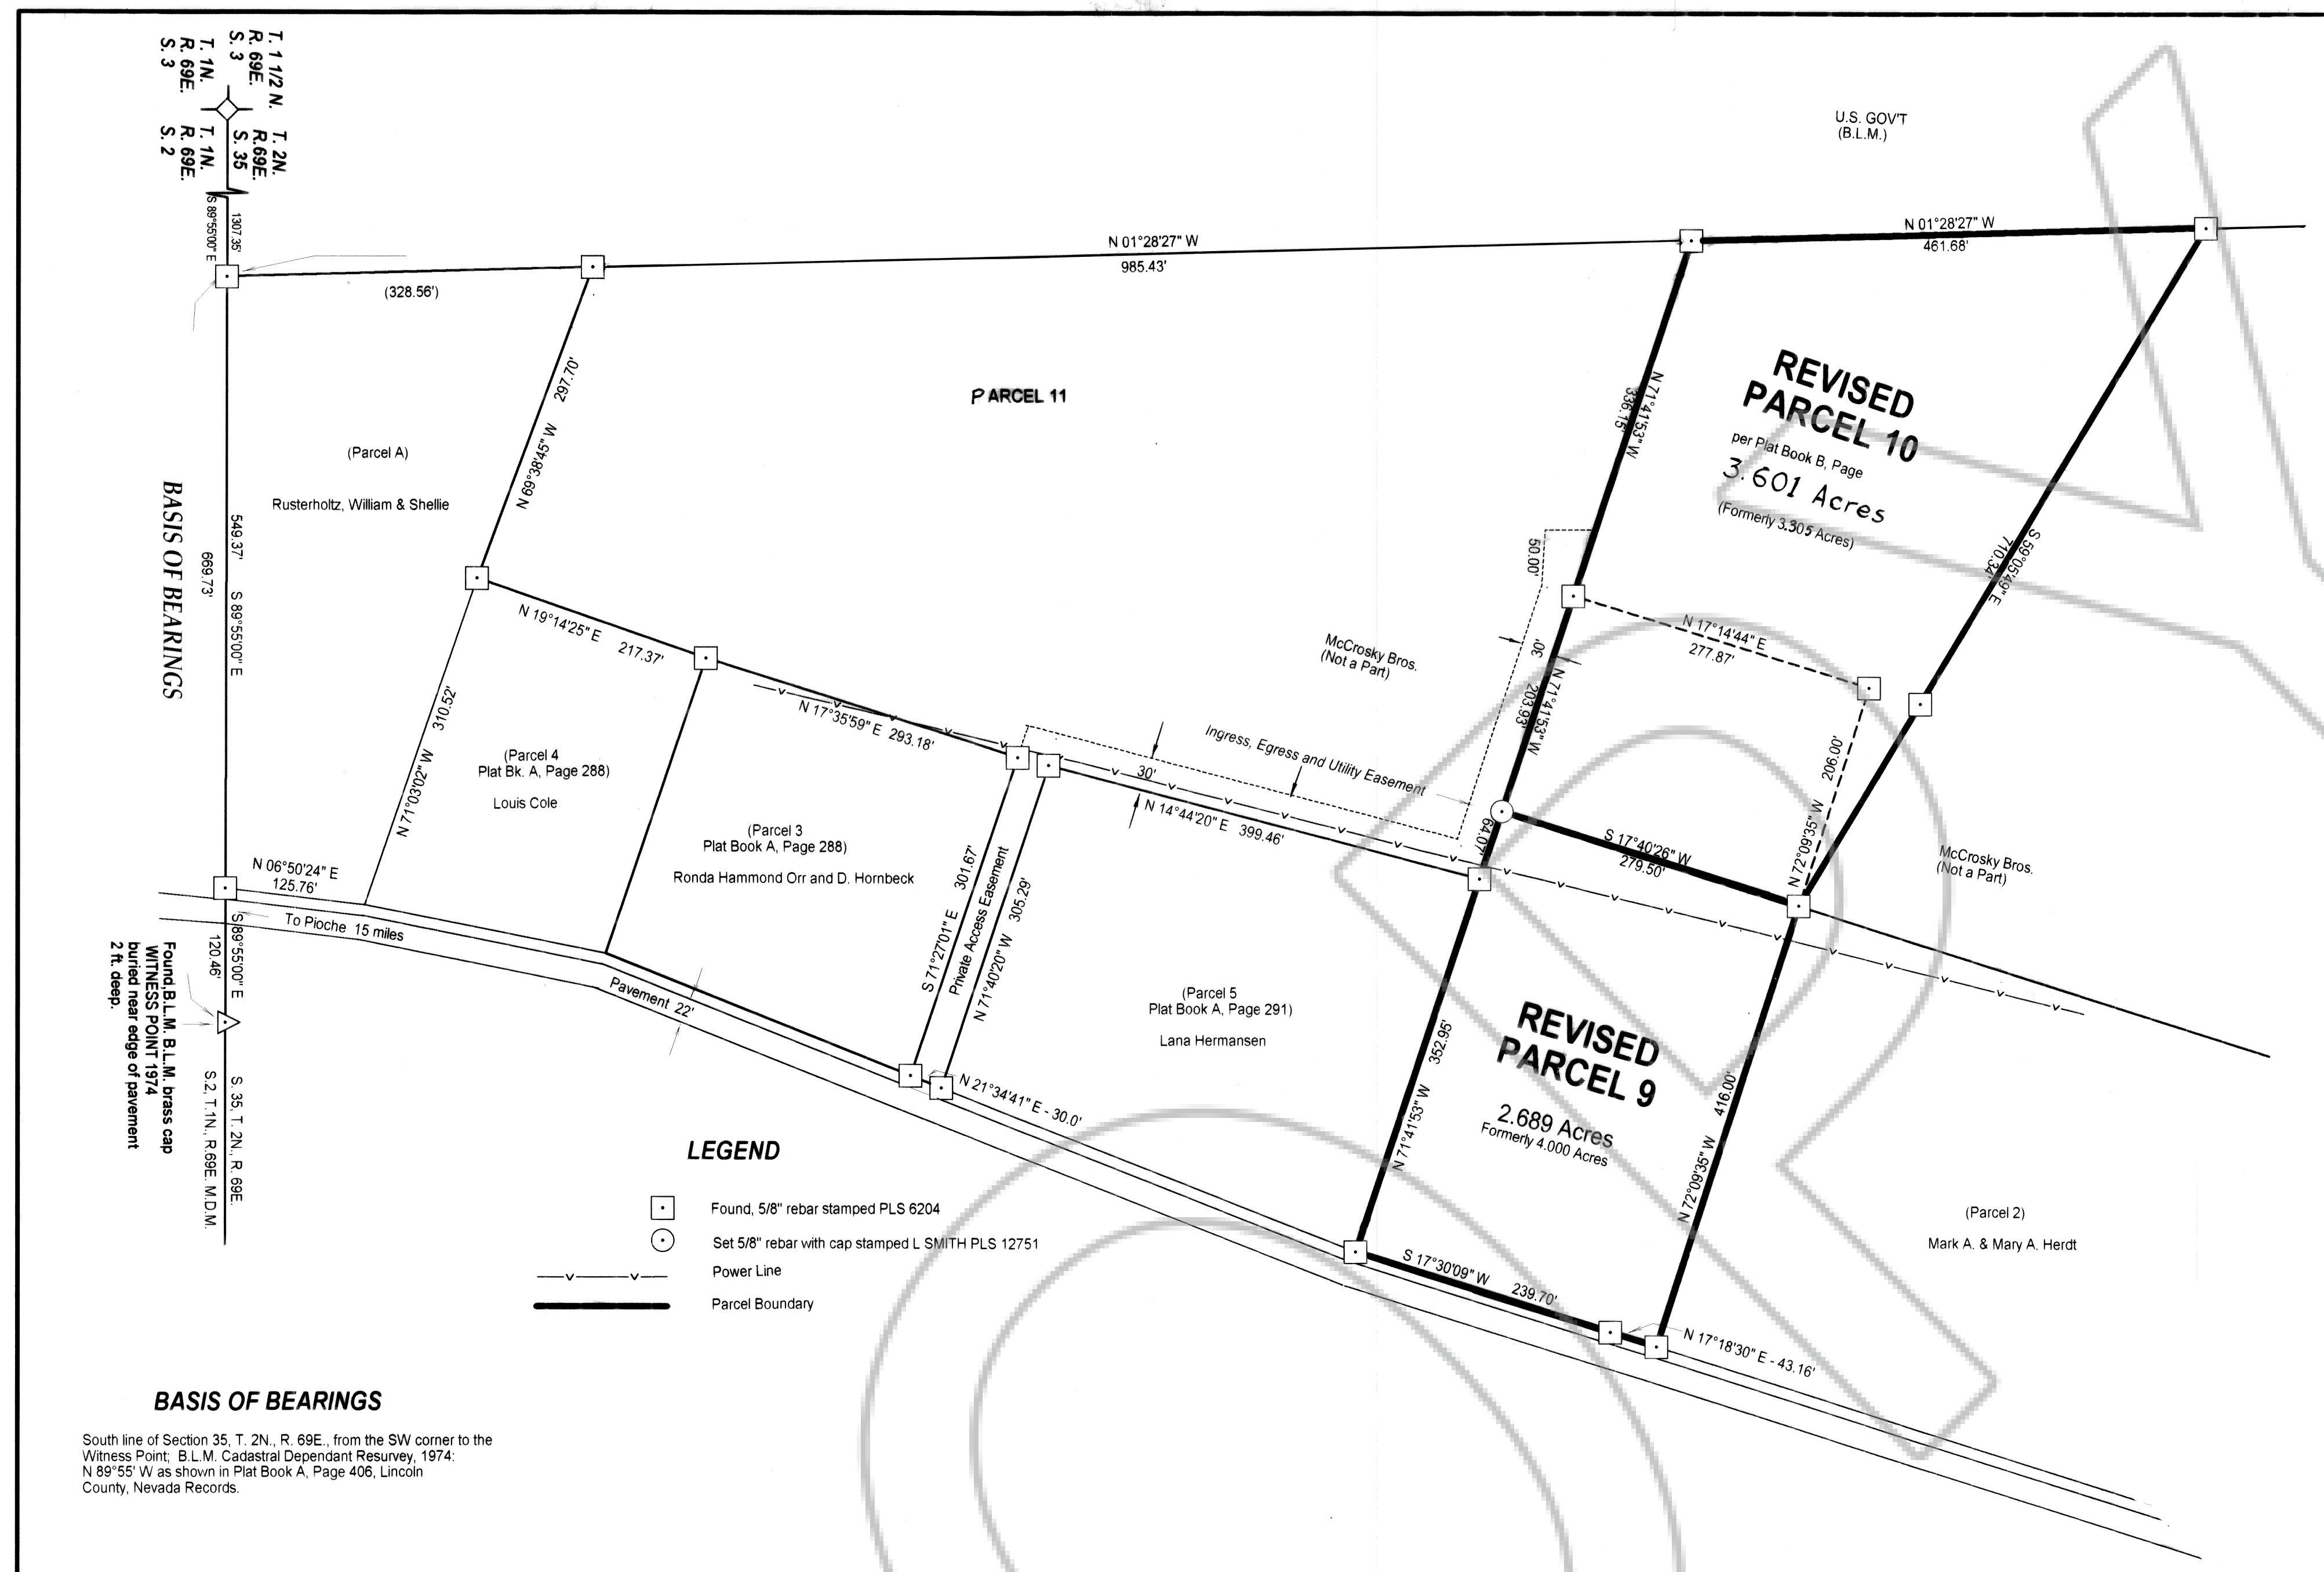 T. 1 1/2 N.
R. 69E.
S. 3
T. 2N.
R.69E.
S. 35
T. 1N.
R. 69E.
S. 3
T. 1N.
R. 69E.
S. 2
1307.35'
S 89°55'00" E
U.S. GOV'T
(B.L.M.)
N 01°28'27" W
985.43'
N 01°28'27" W
461.68'
(328.56')
N 69°38'45" W 297.70'
PARCEL 11
N 71°41'53" W
336.15'
REVISED
PARCEL 10
per Plat Book B, Page
3.601 Acres
(Formerly 3.305 Acres)
S 59°05'49" E
710.34'
(Parcel A)
Rusterholtz, William & Shellie
BASIS OF BEARINGS
549.37' S 89°55'00" E
669.73'
N 19°14'25" E 217.37'
N 71°03'02" W 310.52'
50.00'
30'
N 71°41'53" W
203.93'
N 17°14'44" E
277.87'
McCrosky Bros.
(Not a Part)
N 17°35'59" E 293.18'
Ingress, Egress and Utility Easement
30'
N 14°44'20" E 399.46'
64.07'
S 17°40'26" W
279.50'
N 72°09'35" W 206.00'
McCrosky Bros.
(Not a Part)
(Parcel 4
Plat Bk. A, Page 288)
Louis Cole
(Parcel 3
Plat Book A, Page 288)
Ronda Hammond Orr and D. Hornbeck
S 71°27'01" E 301.67'
Private Access Easement
N 71°40'20" W 305.29'
N 06°50'24" E
125.76'
To Pioche 15 miles
Pavement 22'
S 89°55'00" E
120.46'
Found,B.L.M. B.L.M. brass cap
WITNESS POINT 1974
buried near edge of pavement
2 ft. deep.
S. 35, T. 2N., R. 69E.
S.2, T.1N., R.69E. M.D.M.
(Parcel 5
Plat Book A, Page 291)
Lana Hermansen
N 21°34'41" E - 30.0'
N 71°41'53" W 352.95'
REVISED
PARCEL 9
2.689 Acres
Formerly 4.000 Acres
N 72°09'35" W 416.00'
S 17°30'09" W 239.70'
N 17°18'30" E - 43.16'
(Parcel 2)
Mark A. & Mary A. Herdt
LEGEND
Found, 5/8" rebar stamped PLS 6204
Set 5/8" rebar with cap stamped L SMITH PLS 12751
Power Line
Parcel Boundary
BASIS OF BEARINGS
South line of Section 35, T. 2N., R. 69E., from the SW corner to the
Witness Point; B.L.M. Cadastral Dependant Resurvey, 1974:
N 89°55' W as shown in Plat Book A, Page 406, Lincoln
County, Nevada Records.